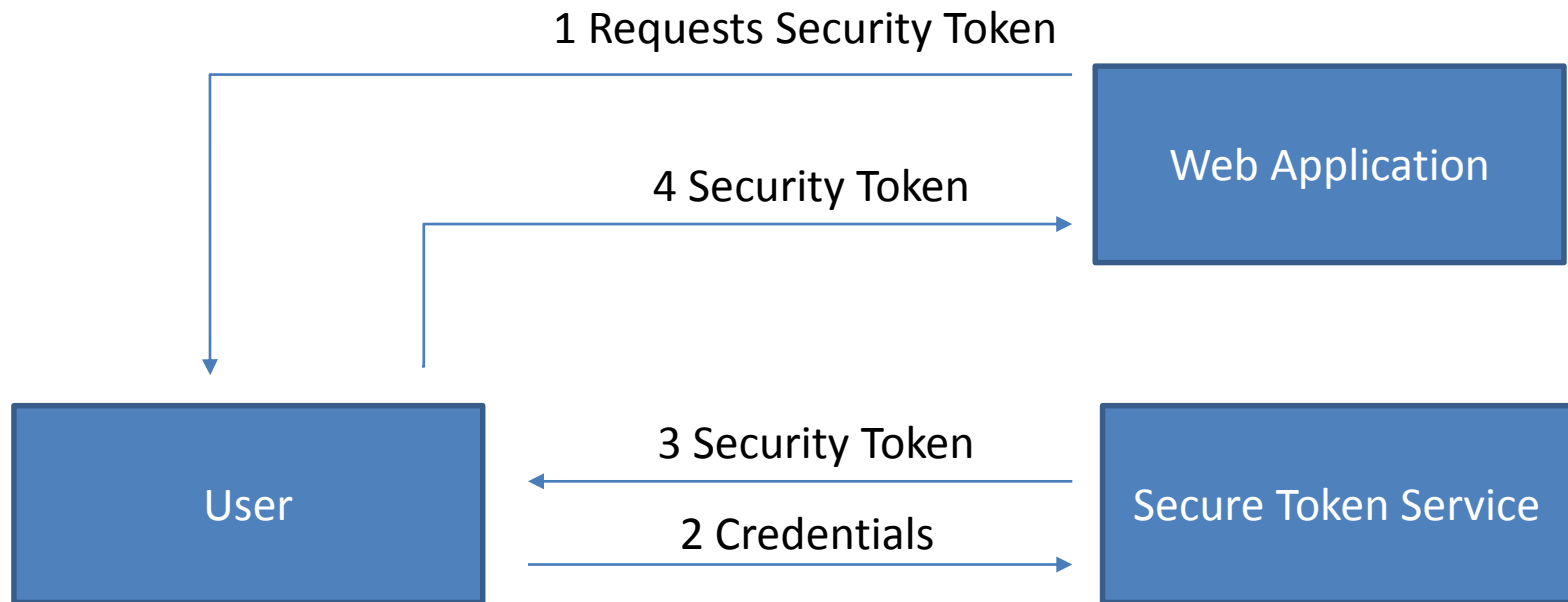 1 Requests Security Token
Web Application
4 Security Token
3 Security Token
User
Secure Token Service
2 Credentials